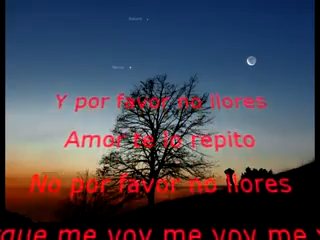 Y por favor no llores
Amor te lo repito
No por favor no llores
que me voy me voy me